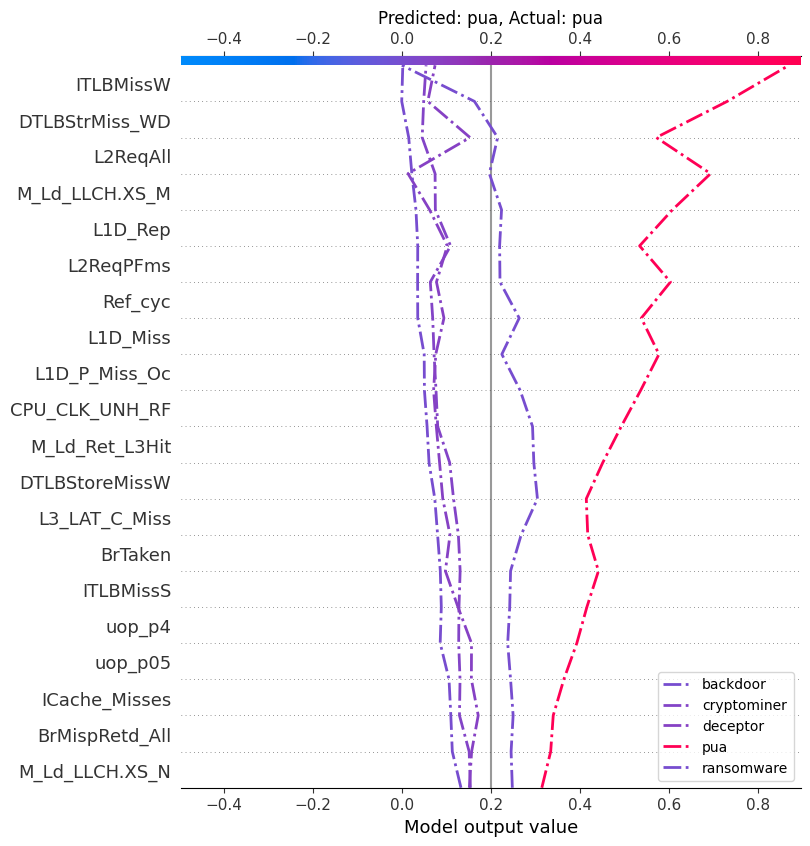 Predicted: pua, Actual: pua
−0.4 −0.2 0.0 0.2 0.4 0.6 0.8
ITLBMissW
DTLBStrMiss_WD
L2ReqAll
M_Ld_LLCH.XS_M
L1D_Rep
L2ReqPFms
Ref_cyc
L1D_Miss
L1D_P_Miss_Oc
CPU_CLK_UNH_RF
M_Ld_Ret_L3Hit
DTLBStoreMissW
L3_LAT_C_Miss
BrTaken
ITLBMissS
uop_p4
uop_p05
ICache_Misses
BrMispRetd_All
M_Ld_LLCH.XS_N
backdoor
cryptominer
deceptor
pua
ransomware
−0.4 −0.2 0.0 0.2 0.4 0.6 0.8
Model output value